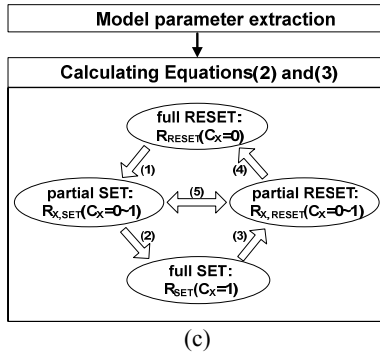 Model parameter extraction
Calculating Equations(2) and(3)
full RESET:
R_RESET(C_X=0)
(1)
(4)
partial SET:
R_X,SET(C_X=0~1)
(5)
partial RESET:
R_X,RESET(C_X=0~1)
(2)
(3)
full SET:
R_SET(C_X=1)
(c)